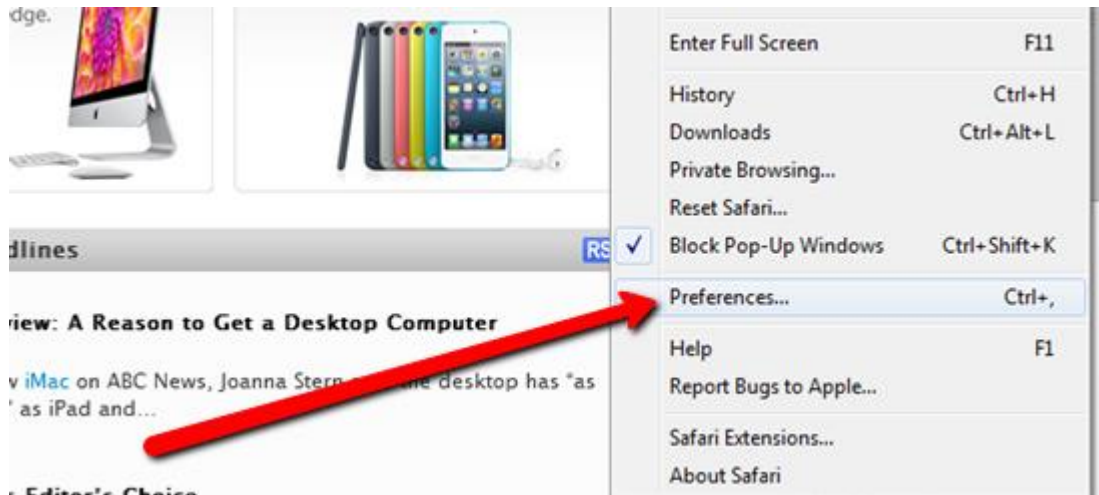 dge.
Enter Full Screen F11
History Ctrl+H
Downloads Ctrl+Alt+L
Private Browsing...
Reset Safari...
dlines RS ✓ Block Pop-Up Windows Ctrl+Shift+K
Preferences... Ctrl+,
view: A Reason to Get a Desktop Computer
Help F1
w iMac on ABC News, Joanna Stern the desktop has "as
" as iPad and...
Report Bugs to Apple...
Safari Extensions...
About Safari
s Editor's Choice